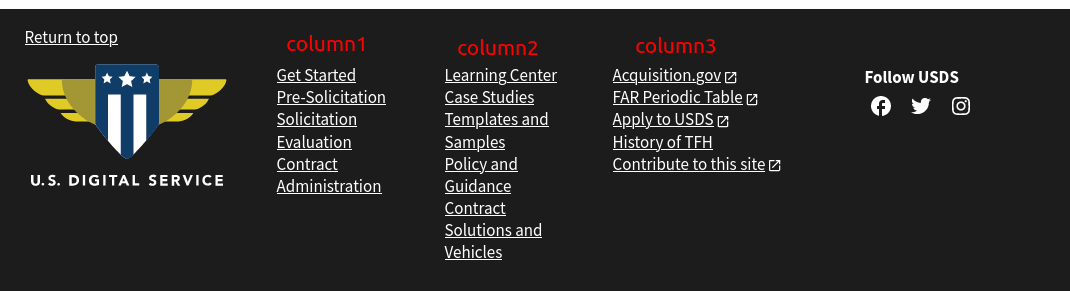 Return to top
U.S. DIGITAL SERVICE
column1
Get Started
Pre-Solicitation
Solicitation
Evaluation
Contract
Administration
column2
Learning Center
Case Studies
Templates and
Samples
Policy and
Guidance
Contract
Solutions and
Vehicles
column3
Acquisition.gov
FAR Periodic Table
Apply to USDS
History of TFH
Contribute to this site
Follow USDS